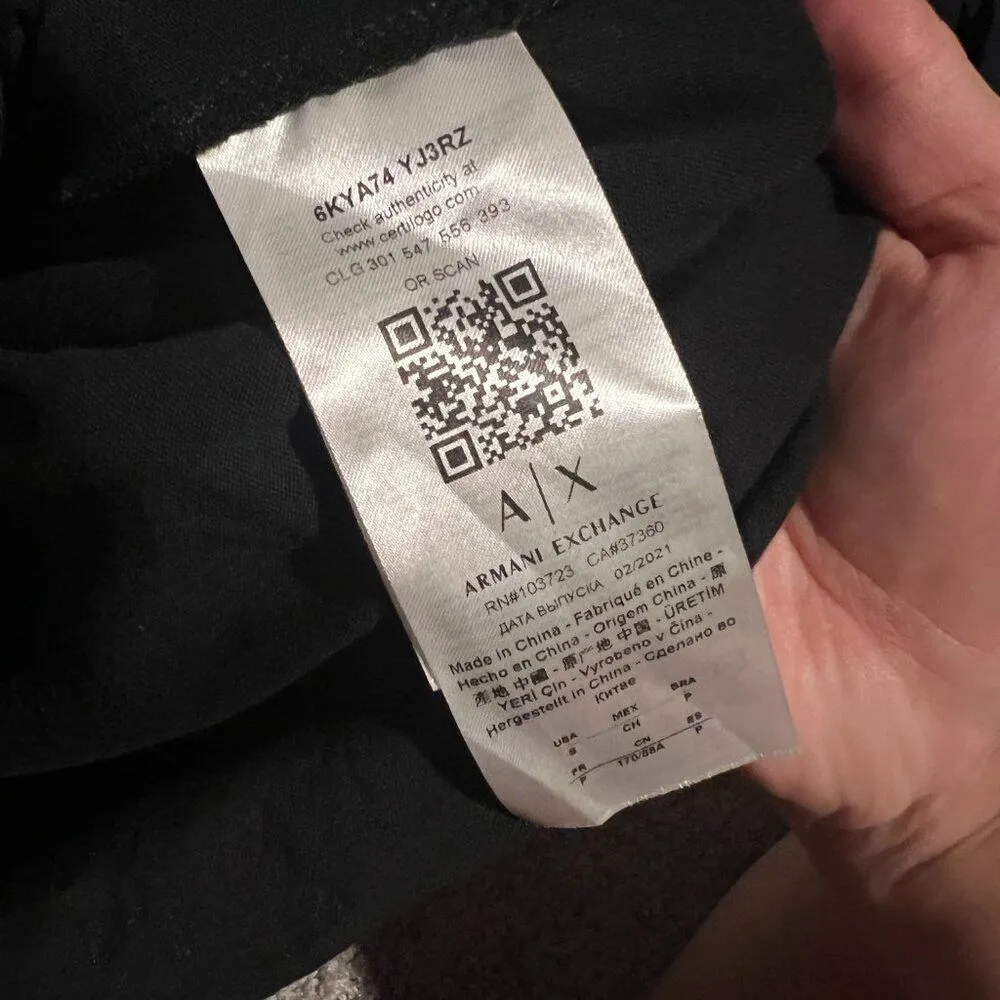 6KYA74 YJ3RZ
Check authenticity at
www certilogo com
CLG 301 547 556 393
OR SCAN
A|X
ARMANI EXCHANGE
RN#103723 CA#37360
ДАТА ВЫПУСКА 02/2021
Made in China - Fabriqué en Chine -
Hecho en China - Origem China - 原
產地 中國 - 原产地 中国 - ÜRETİM
YERİ Çin - Vyrobeno v Číně -
Hergestellt in China - Сделано во
Китае
USA MEX BRA
S CH P
FR CN ES
P 170/88A P